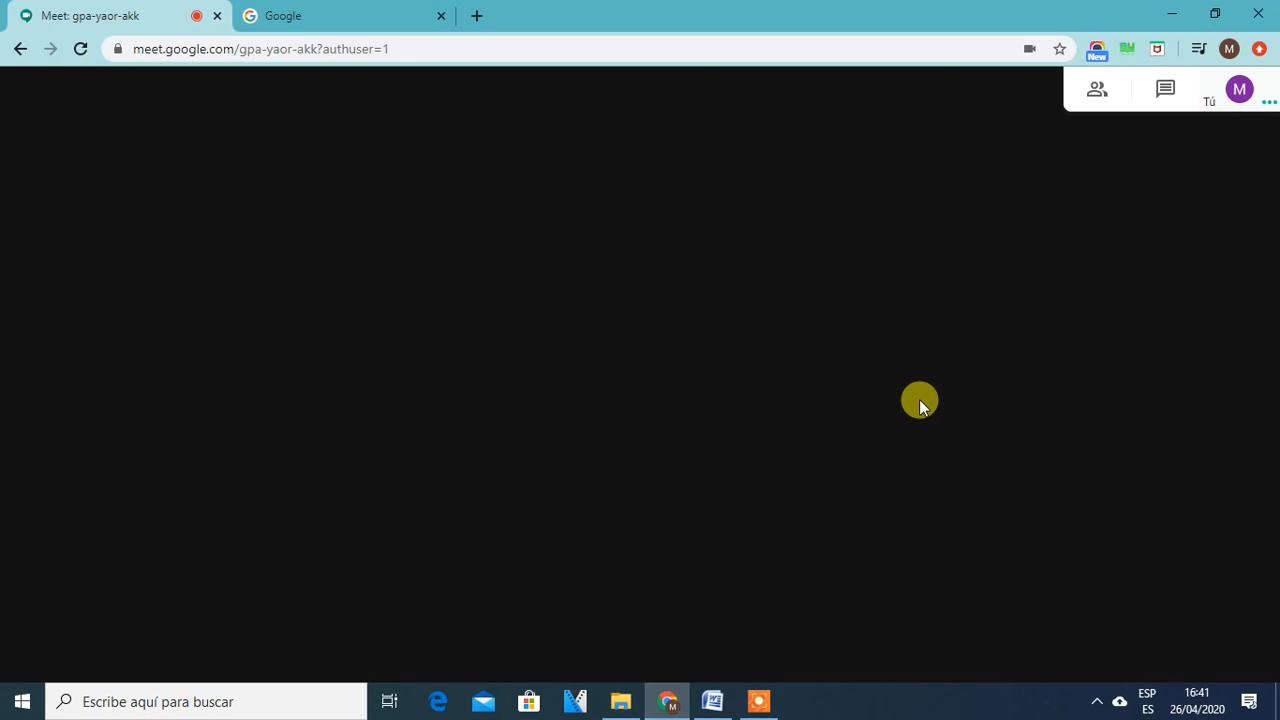 Meet: gpa-yaor-akk
Google
meet.google.com/gpa-yaor-akk?authuser=1
New
M
Tú
M
Escribe aquí para buscar
M
ESP
ES
16:41
26/04/2020